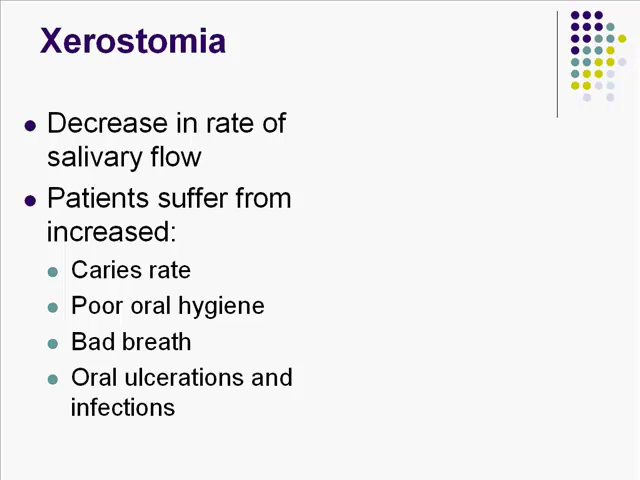 Xerostomia
Decrease in rate of
salivary flow
Patients suffer from
increased:
Caries rate
Poor oral hygiene
Bad breath
Oral ulcerations and
infections